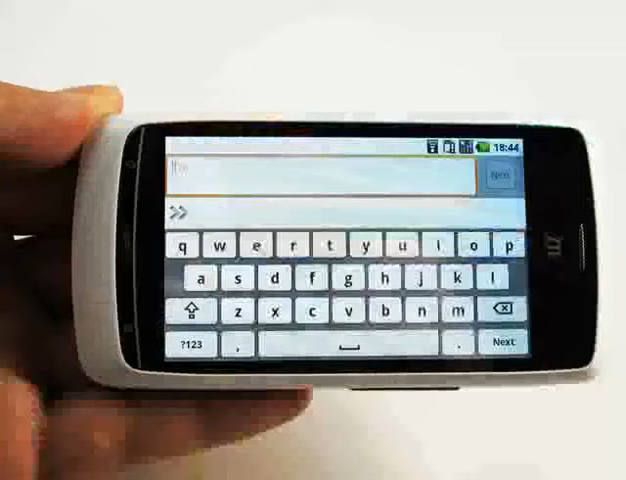 18:44
Next
>>
q w e r t y u i o p
a s d f g h j k l
z x c v b n m
?123 , . Next